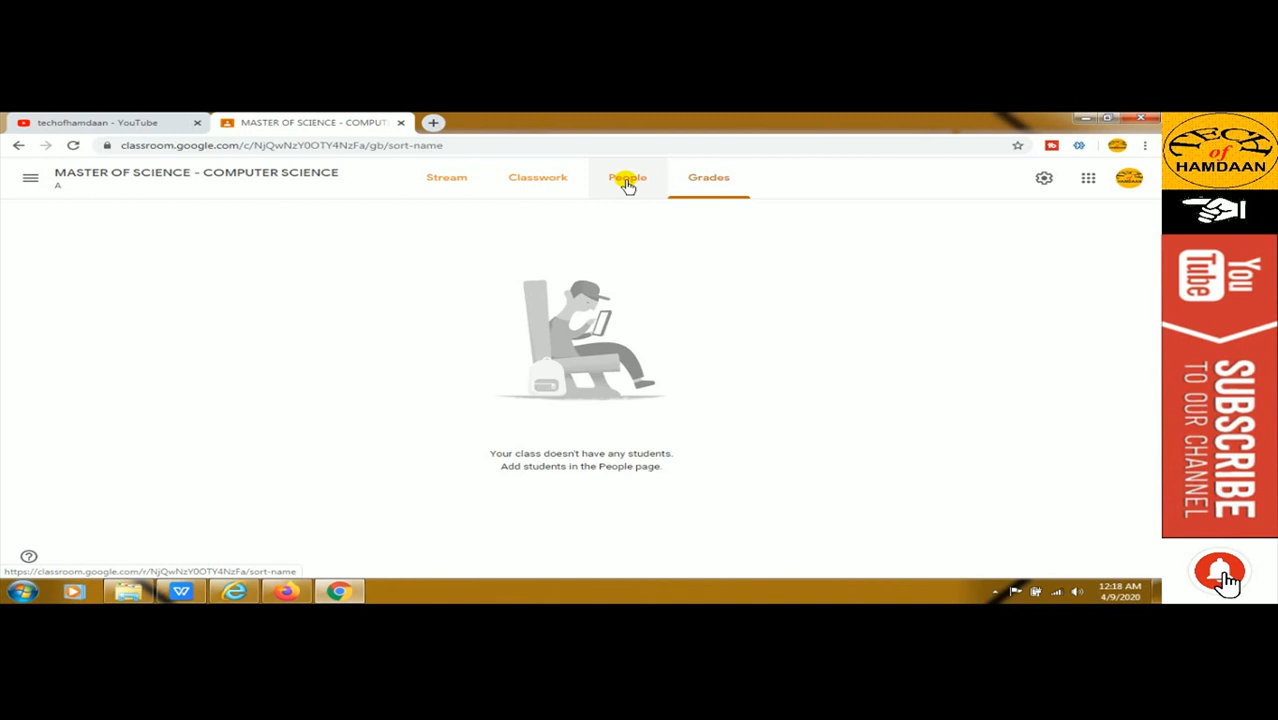 techofhamdaan - YouTube
MASTER OF SCIENCE - COMPUT
classroom.google.com/c/NjQwNzY0OTY4NzFa/gb/sort-name
MASTER OF SCIENCE - COMPUTER SCIENCE
A
Stream
Classwork
People
Grades
Your class doesn't have any students.
Add students in the People page.
https://classroom.google.com/r/NjQwNzY0OTY4NzFa/sort-name
12:18 AM
4/9/2020
TECH
of
HAMDAAN
You
Tube
SUBSCRIBE
TO OUR CHANNEL